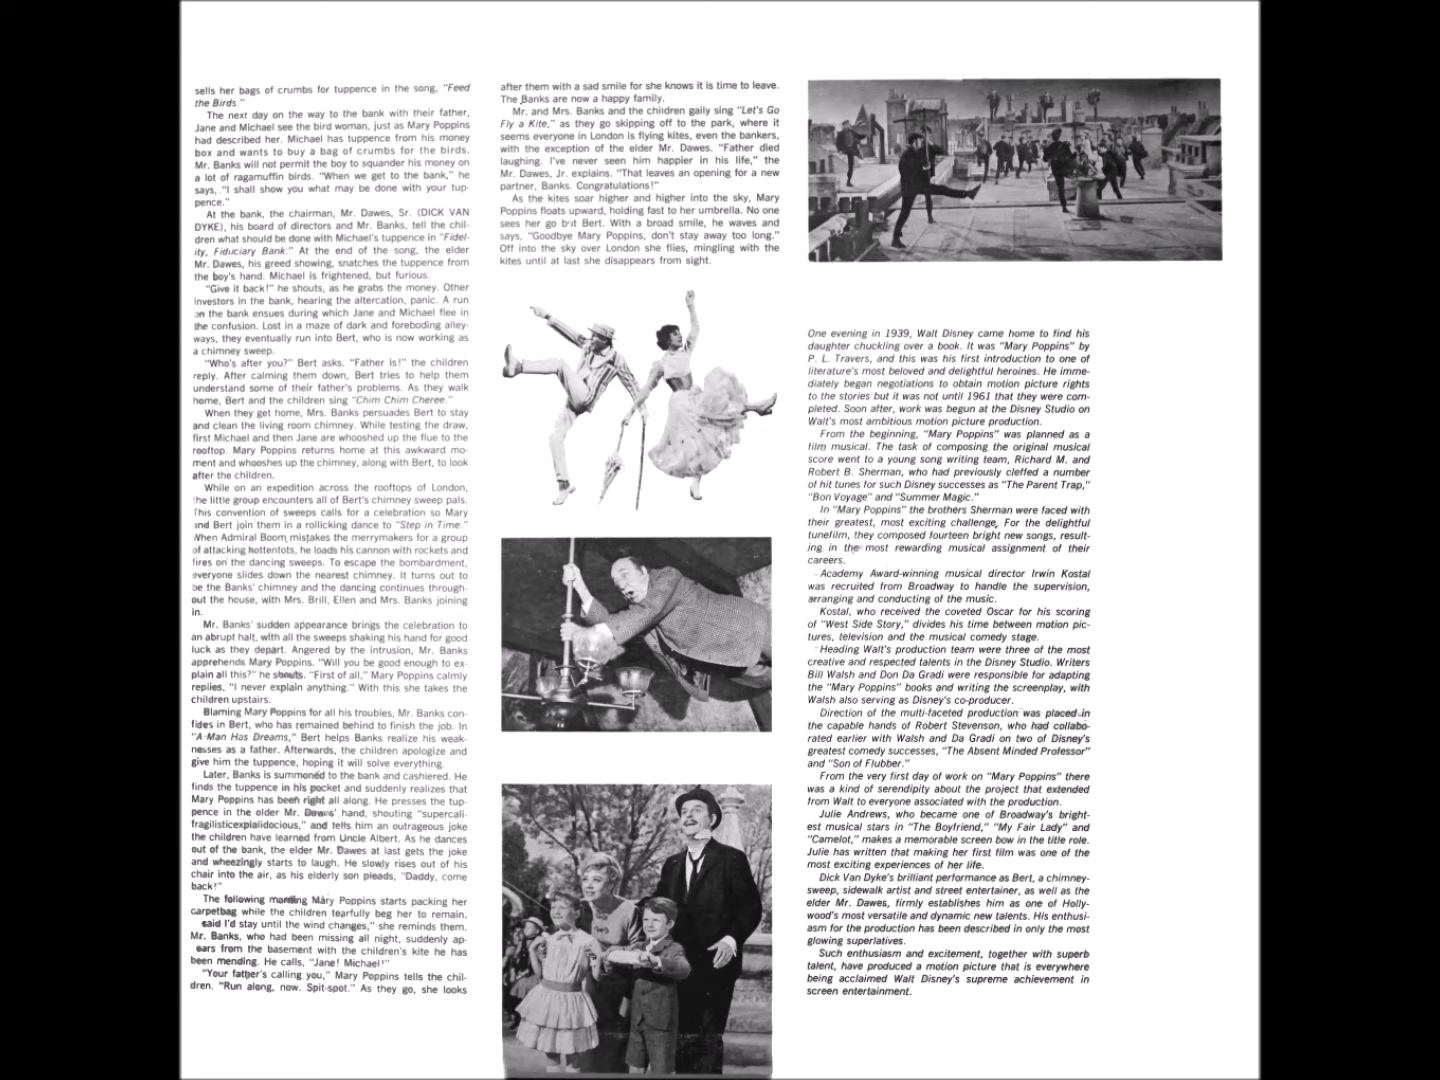 sells her bags of crumbs for tuppence in the song, "Feed
the Birds."
The next day on the way to the bank with their father,
Jane and Michael see the bird woman, just as Mary Poppins
had described her. Michael has tuppence from his money
box and wants to buy a bag of crumbs for the birds.
Mr. Banks will not permit the boy to squander his money on
a lot of ragamuffin birds. "When we get to the bank," he
says, "I shall show you what may be done with your tup-
pence."
At the bank, the chairman, Mr. Dawes, Sr. (DICK VAN
DYKE), his board of directors and Mr. Banks, tell the chil-
dren what should be done with Michael's tuppence in "Fidel-
ity, Fiduciary Bank." At the end of the song, the elder
Mr. Dawes, his greed showing, snatches the tuppence from
the boy's hand. Michael is frightened, but furious.
"Give it back!" he shouts, as he grabs the money. Other
investors in the bank, hearing the altercation, panic. A run
on the bank ensues during which Jane and Michael flee in
the confusion. Lost in a maze of dark and foreboding alley-
ways, they eventually run into Bert, who is now working as
a chimney sweep.
"Who's after you?" Bert asks. "Father is!" the children
reply. After calming them down, Bert tries to help them
understand some of their father's problems. As they walk
home, Bert and the children sing "Chim Chim Cheree."
When they get home, Mrs. Banks persuades Bert to stay
and clean the living room chimney. While testing the draw,
first Michael and then Jane are whooshed up the flue to the
rooftop. Mary Poppins returns home at this awkward mo-
ment and whooshes up the chimney, along with Bert, to look
after the children.
While on an expedition across the rooftops of London,
the little group encounters all of Bert's chimney sweep pals.
This convention of sweeps calls for a celebration so Mary
and Bert join them in a rollicking dance to "Step in Time."
When Admiral Boom mistakes the merrymakers for a group
of attacking hottentots, he loads his cannon with rockets and
fires on the dancing sweeps. To escape the bombardment,
everyone slides down the nearest chimney. It turns out to
be the Banks' chimney and the dancing continues through-
out the house, with Mrs. Brill, Ellen and Mrs. Banks joining
in.
Mr. Banks' sudden appearance brings the celebration to
an abrupt halt, with all the sweeps shaking his hand for good
luck as they depart. Angered by the intrusion, Mr. Banks
apprehends Mary Poppins. "Will you be good enough to ex-
plain all this?" he shouts. "First of all," Mary Poppins calmly
replies, "I never explain anything." With this she takes the
children upstairs.
Blaming Mary Poppins for all his troubles, Mr. Banks con-
fides in Bert, who has remained behind to finish the job. In
"A Man Has Dreams," Bert helps Banks realize his weak-
nesses as a father. Afterwards, the children apologize and
give him the tuppence, hoping it will solve everything.
Later, Banks is summoned to the bank and cashiered. He
finds the tuppence in his pocket and suddenly realizes that
Mary Poppins has been right all along. He presses the tup-
pence in the elder Mr. Dawes' hand, shouting "supercali-
fragilisticexpialidocious," and tells him an outrageous joke
the children have learned from Uncle Albert. As he dances
out of the bank, the elder Mr. Dawes at last gets the joke
and wheezingly starts to laugh. He slowly rises out of his
chair into the air, as his elderly son pleads, "Daddy, come
back!"
The following morning Mary Poppins starts packing her
carpetbag while the children tearfully beg her to remain.
said I'd stay until the wind changes," she reminds them.
Mr. Banks, who had been missing all night, suddenly ap-
ears from the basement with the children's kite he has
been mending. He calls, "Jane! Michael!"
"Your father's calling you," Mary Poppins tells the chil-
dren. "Run along, now. Spit-spot." As they go, she looks
after them with a sad smile for she knows it is time to leave.
The Banks are now a happy family.
Mr. and Mrs. Banks and the children gaily sing "Let's Go
Fly a Kite," as they go skipping off to the park, where it
seems everyone in London is flying kites, even the bankers,
with the exception of the elder Mr. Dawes. "Father died
laughing. I've never seen him happier in his life," the
Mr. Dawes, Jr. explains. "That leaves an opening for a new
partner, Banks. Congratulations!"
As the kites soar higher and higher into the sky, Mary
Poppins floats upward, holding fast to her umbrella. No one
sees her go but Bert. With a broad smile, he waves and
says, "Goodbye Mary Poppins, don't stay away too long."
Off into the sky over London she flies, mingling with the
kites until at last she disappears from sight.
One evening in 1939, Walt Disney came home to find his
daughter chuckling over a book. It was "Mary Poppins" by
P. L. Travers, and this was his first introduction to one of
literature's most beloved and delightful heroines. He imme-
diately began negotiations to obtain motion picture rights
to the stories but it was not until 1961 that they were com-
pleted. Soon after, work was begun at the Disney Studio on
Walt's most ambitious motion picture production.
From the beginning, "Mary Poppins" was planned as a
film musical. The task of composing the original musical
score went to a young song writing team, Richard M. and
Robert B. Sherman, who had previously cleffed a number
of hit tunes for such Disney successes as "The Parent Trap,"
"Bon Voyage" and "Summer Magic."
In "Mary Poppins" the brothers Sherman were faced with
their greatest, most exciting challenge. For the delightful
tunefilm, they composed fourteen bright new songs, result-
ing in the most rewarding musical assignment of their
careers.
Academy Award-winning musical director Irwin Kostal
was recruited from Broadway to handle the supervision,
arranging and conducting of the music.
Kostal, who received the coveted Oscar for his scoring
of "West Side Story," divides his time between motion pic-
tures, television and the musical comedy stage.
Heading Walt's production team were three of the most
creative and respected talents in the Disney Studio. Writers
Bill Walsh and Don Da Gradi were responsible for adapting
the "Mary Poppins" books and writing the screenplay, with
Walsh also serving as Disney's co-producer.
Direction of the multi-faceted production was placed in
the capable hands of Robert Stevenson, who had collabo-
rated earlier with Walsh and Da Gradi on two of Disney's
greatest comedy successes, "The Absent Minded Professor"
and "Son of Flubber."
From the very first day of work on "Mary Poppins" there
was a kind of serendipity about the project that extended
from Walt to everyone associated with the production.
Julie Andrews, who became one of Broadway's bright-
est musical stars in "The Boyfriend," "My Fair Lady" and
"Camelot," makes a memorable screen bow in the title role.
Julie has written that making her first film was one of the
most exciting experiences of her life.
Dick Van Dyke's brilliant performance as Bert, a chimney-
sweep, sidewalk artist and street entertainer, as well as the
elder Mr. Dawes, firmly establishes him as one of Holly-
wood's most versatile and dynamic new talents. His enthusi-
asm for the production has been described in only the most
glowing superlatives.
Such enthusiasm and excitement, together with superb
talent, have produced a motion picture that is everywhere
being acclaimed Walt Disney's supreme achievement in
screen entertainment.